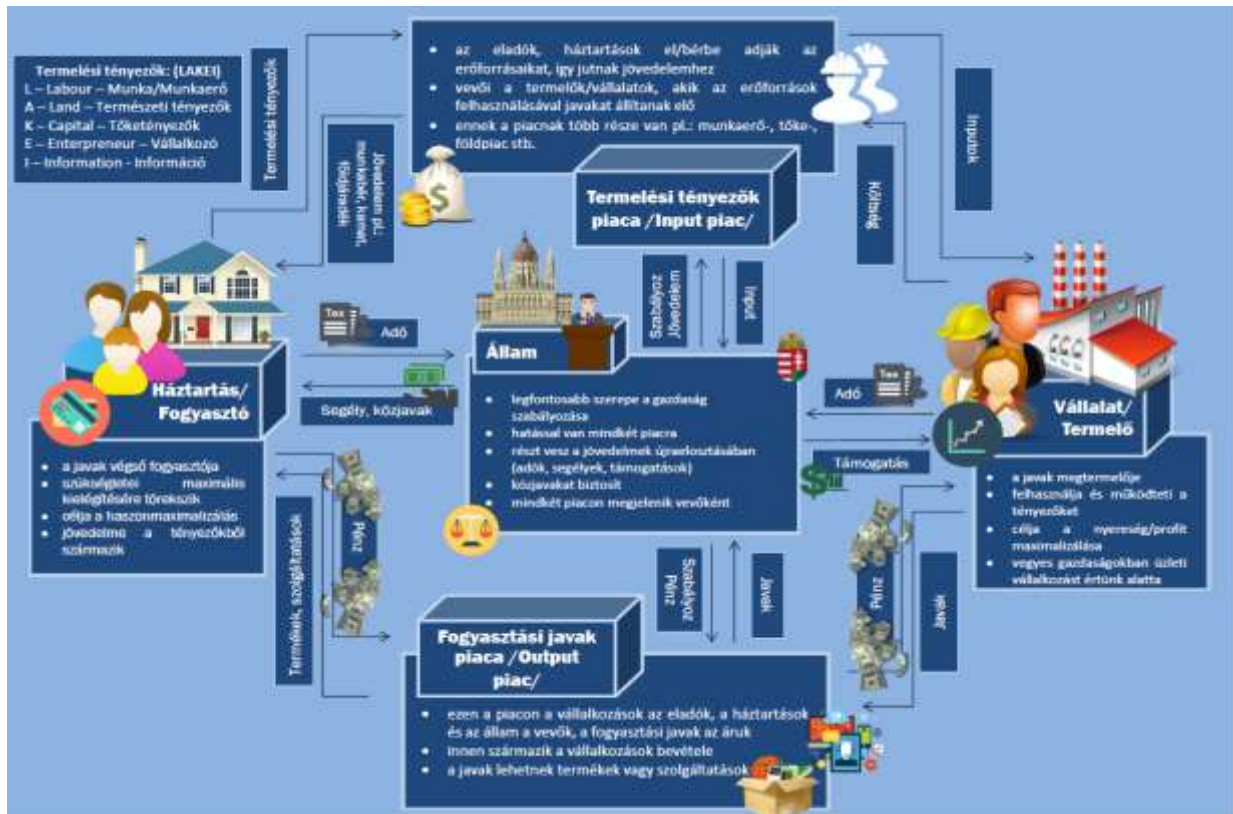 Termelési tényezők: (LAKEI)
L – Labour – Munka/Munkaerő
A – Land – Természeti tényezők
K – Capital – Tőketényezők
E – Enterpreneur – Vállalkozó
I – Information - Információ
Termelési tényezők
Jövedelem pl.:
munkabér, kamat,
földjáradék
az eladók, háztartások el/bérbe adják az
erőforrásaikat, így jutnak jövedelemhez
vevői a termelők/vállalatok, akik az erőforrások
felhasználásával javakat állítanak elő
ennek a piacnak több része van pl.: munkaerő-, tőke-,
földpiac stb.
Termelési tényezők
piaca /Input piac/
Költség
Inputok
Szabályoz
Jövedelem
Input
Tax
Adó
Segély, közjavak
Háztartás/
Fogyasztó
a javak végső fogyasztója
szükségletei maximális
kielégítésére törekszik
célja a haszonmaximalizálás
jövedelme a tényezőkből
származik
Állam
legfontosabb szerepe a gazdaság
szabályozása
hatással van mindkét piacra
részt vesz a jövedelmek újraelosztásában
(adók, segélyek, támogatások)
közjavakat biztosít
mindkét piacon megjelenik vevőként
Adó
Tax
Támogatás
Vállalat/
Termelő
a javak megtermelője
felhasználja és működteti a
tényezőket
célja a nyereség/profit
maximalizálása
vegyes gazdaságokban üzleti
vállalkozást értünk alatta
Termékek, szolgáltatások
Pénz
Szabályoz
Pénz
Javak
Pénz
Javak
Fogyasztási javak
piaca /Output
piac/
ezen a piacon a vállalkozások az eladók, a háztartások
és az állam a vevők, a fogyasztási javak az áruk
innen származik a vállalkozások bevétele
a javak lehetnek termékek vagy szolgáltatások